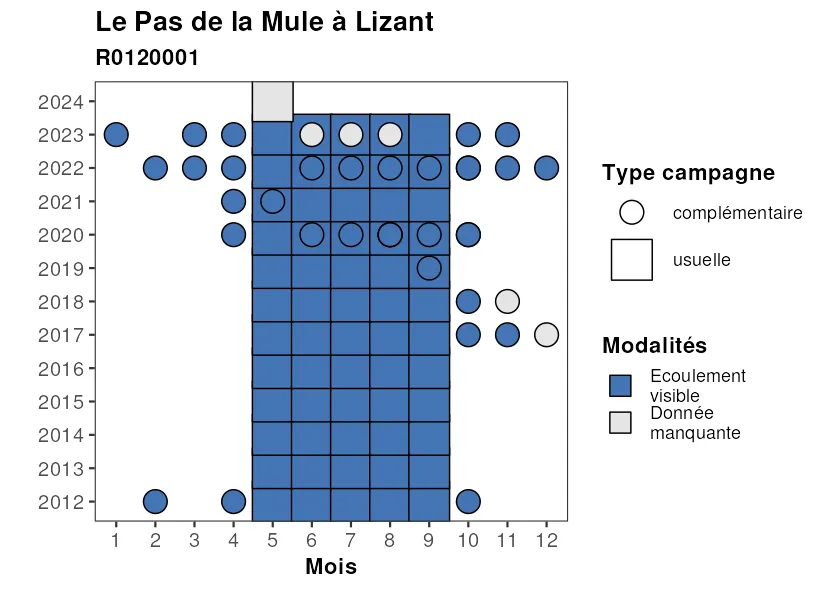 Le Pas de la Mule à Lizant
R0120001
2024
2023
2022
2021
2020
2019
2018
2017
2016
2015
2014
2013
2012
1 2 3 4 5 6 7 8 9 10 11 12
Mois
Type campagne
complémentaire
usuelle
Modalités
Ecoulement
visible
Donnée
manquante